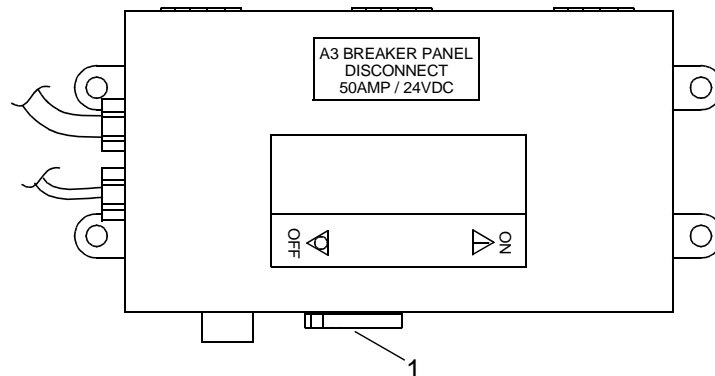 A3 BREAKER PANEL
DISCONNECT
50AMP / 24VDC
OFF
ON
1